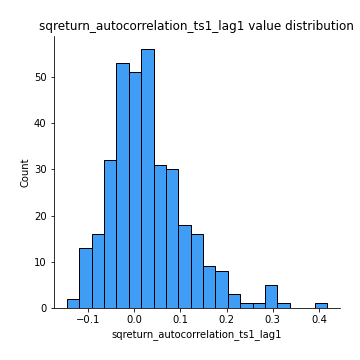 sqreturn_autocorrelation_ts1_lag1 value distribution
50
40
30
20
10
0
Count
−0.1 0.0 0.1 0.2 0.3 0.4
sqreturn_autocorrelation_ts1_lag1